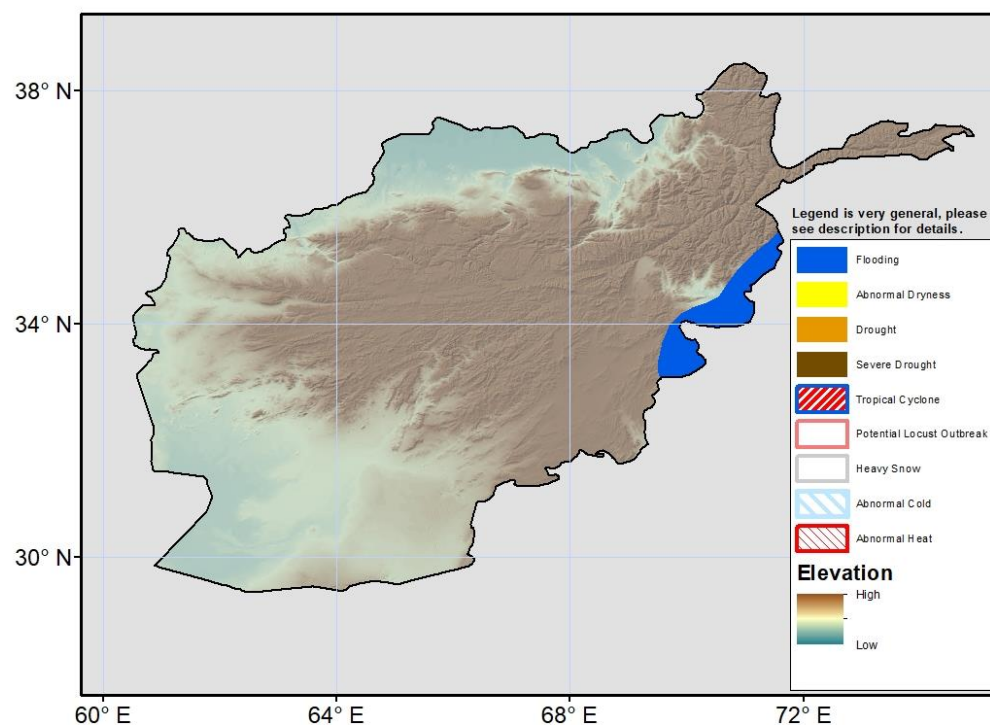 38° N
34° N
30° N
60° E
64° E
68° E
72° E
Legend is very general, please
see description for details.
Flooding
Abnormal Dryness
Drought
Severe Drought
Tropical Cyclone
Potential Locust Outbreak
Heavy Snow
Abnormal Cold
Abnormal Heat
Elevation
High
Low